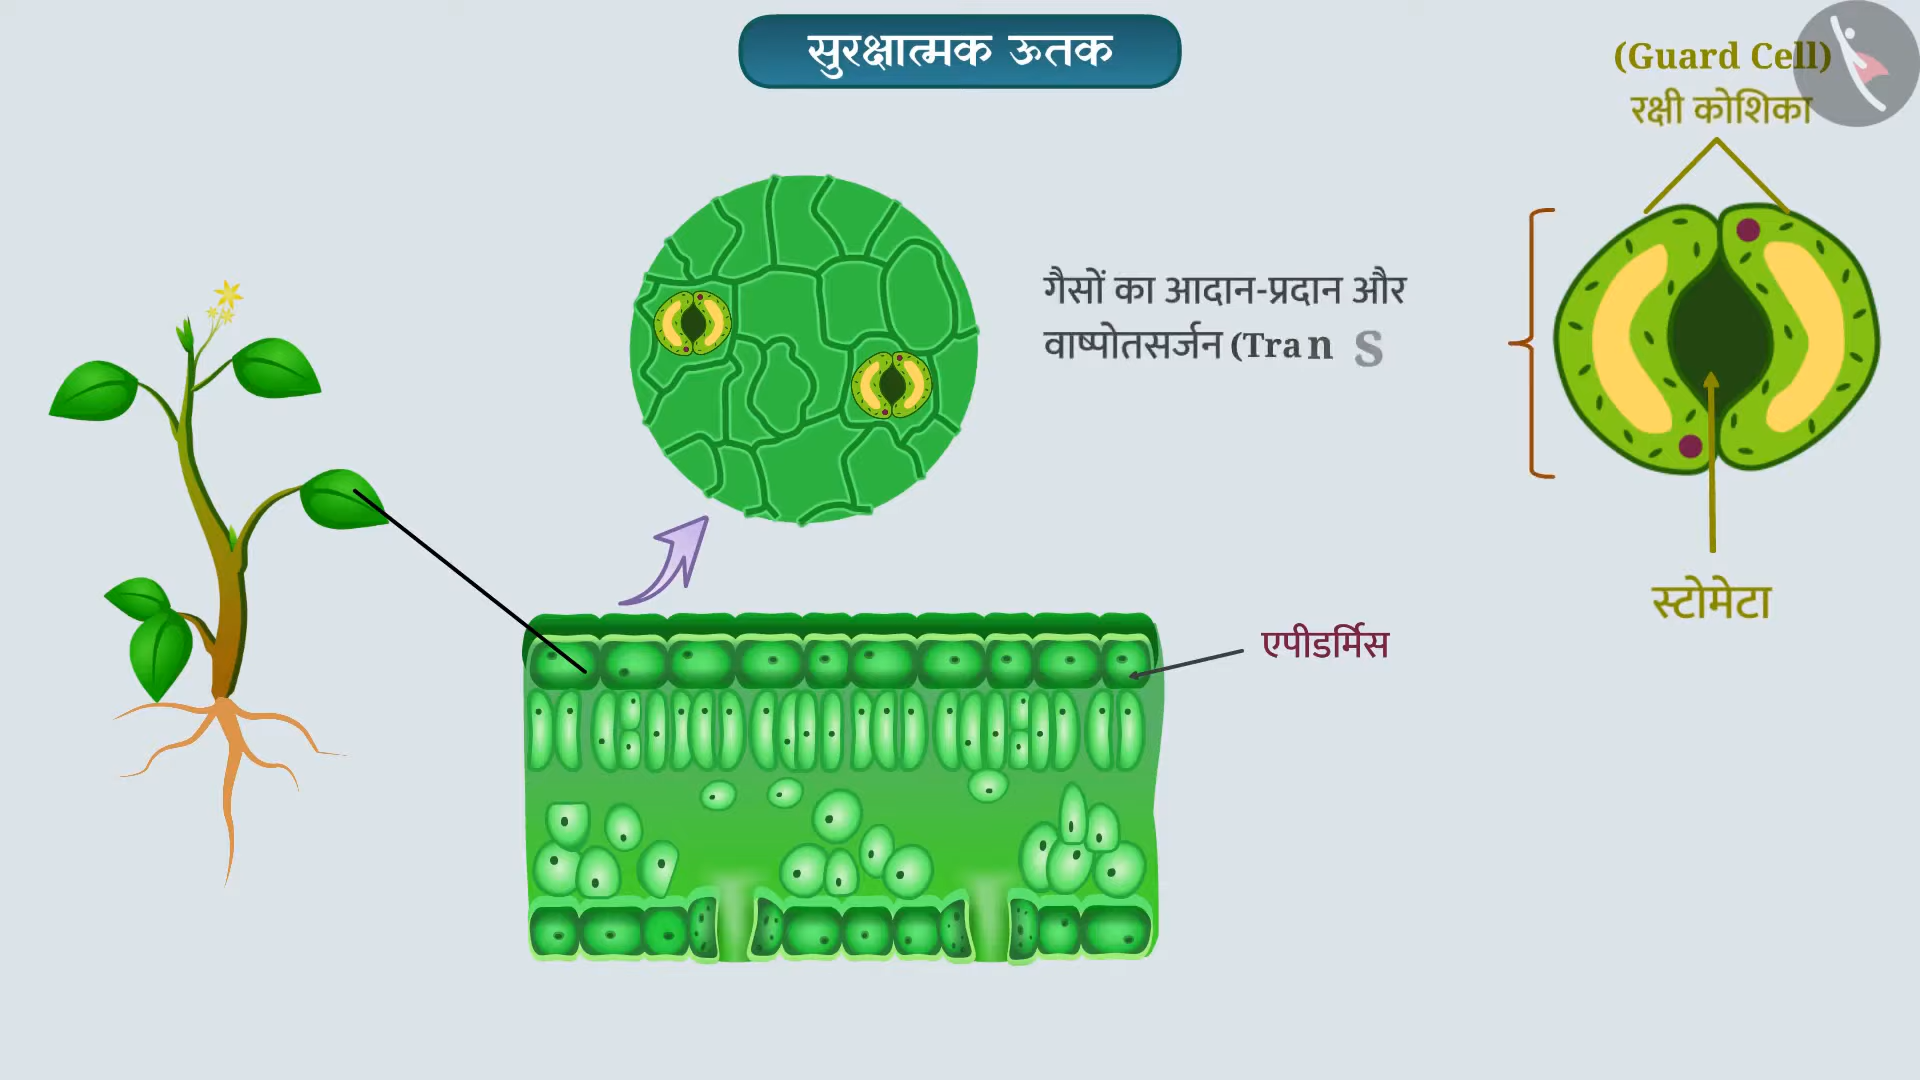 सुरक्षात्मक ऊतक
(Guard Cell)
रक्षी कोशिका
गैसों का आदान-प्रदान और
वाष्पोतसर्जन (Tran S
स्टोमेटा
एपीडर्मिस